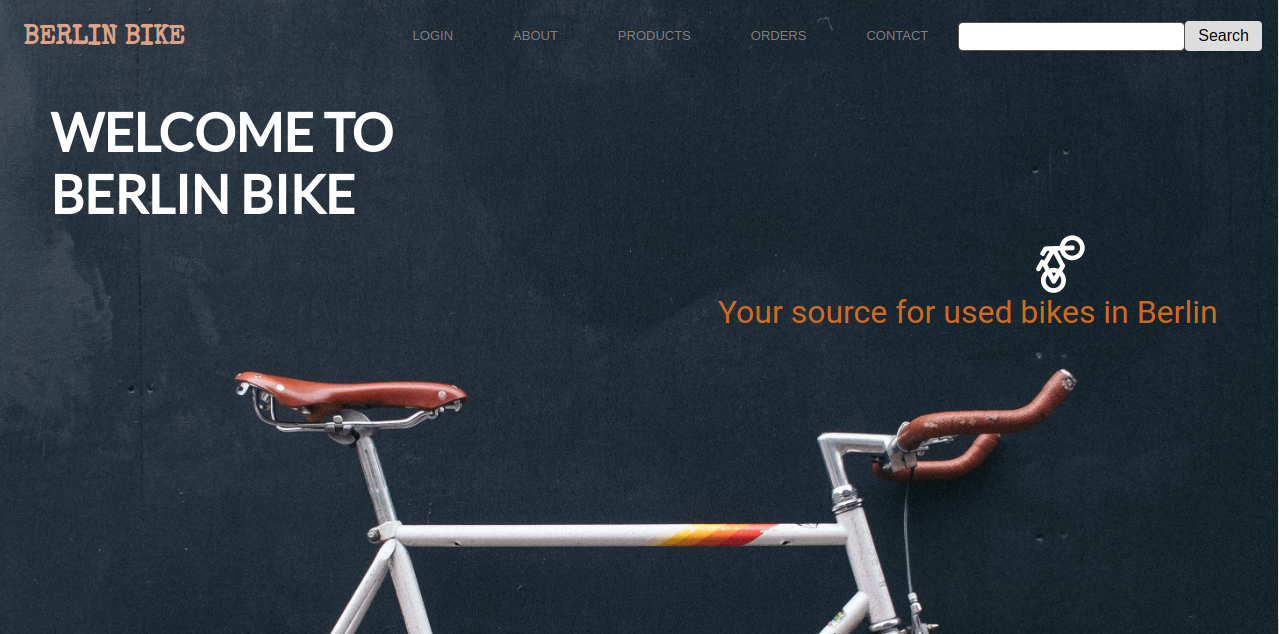 BERLIN BIKE
LOGIN
ABOUT
PRODUCTS
ORDERS
CONTACT
Search
WELCOME TO
BERLIN BIKE
Your source for used bikes in Berlin